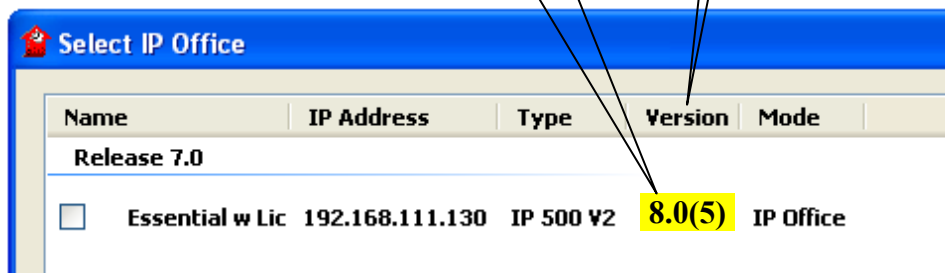 Select IP Office
Name IP Address Type Version Mode
Release 7.0
Essential w Lic 192.168.111.130 IP 500 V2 8.0(5) IP Office